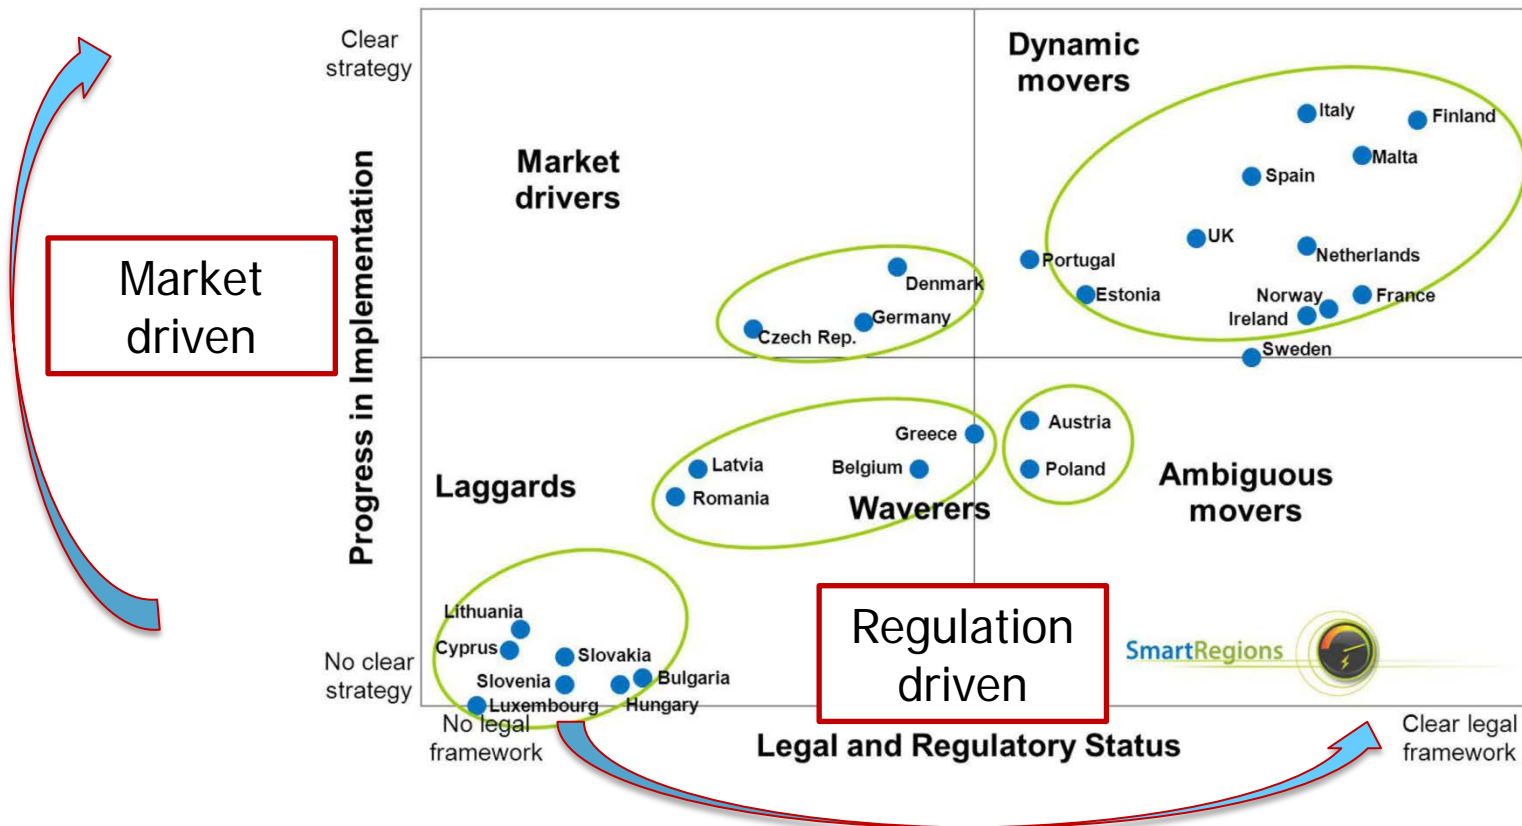 Clear
strategy
Dynamic
movers
Italy
Finland
Malta
Market
drivers
Spain
UK
Netherlands
Portugal
Market
driven
Denmark
Estonia
Norway
France
Germany
Ireland
Czech Rep.
Sweden
Progress in Implementation
Greece
Austria
Latvia
Belgium
Poland
Laggards
Romania
Waverers
Ambiguous
movers
Lithuania
Cyprus
Slovakia
Slovenia
Bulgaria
Luxembourg
Hungary
No clear
strategy
Regulation
driven
SmartRegions
No legal
framework
Legal and Regulatory Status
Clear legal
framework